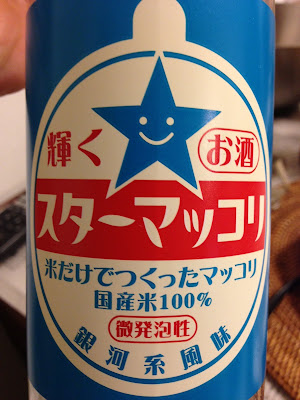 輝く
お酒
スターマッコリ
米だけでつくったマッコリ
国産米100%
微発泡性
銀河系風味